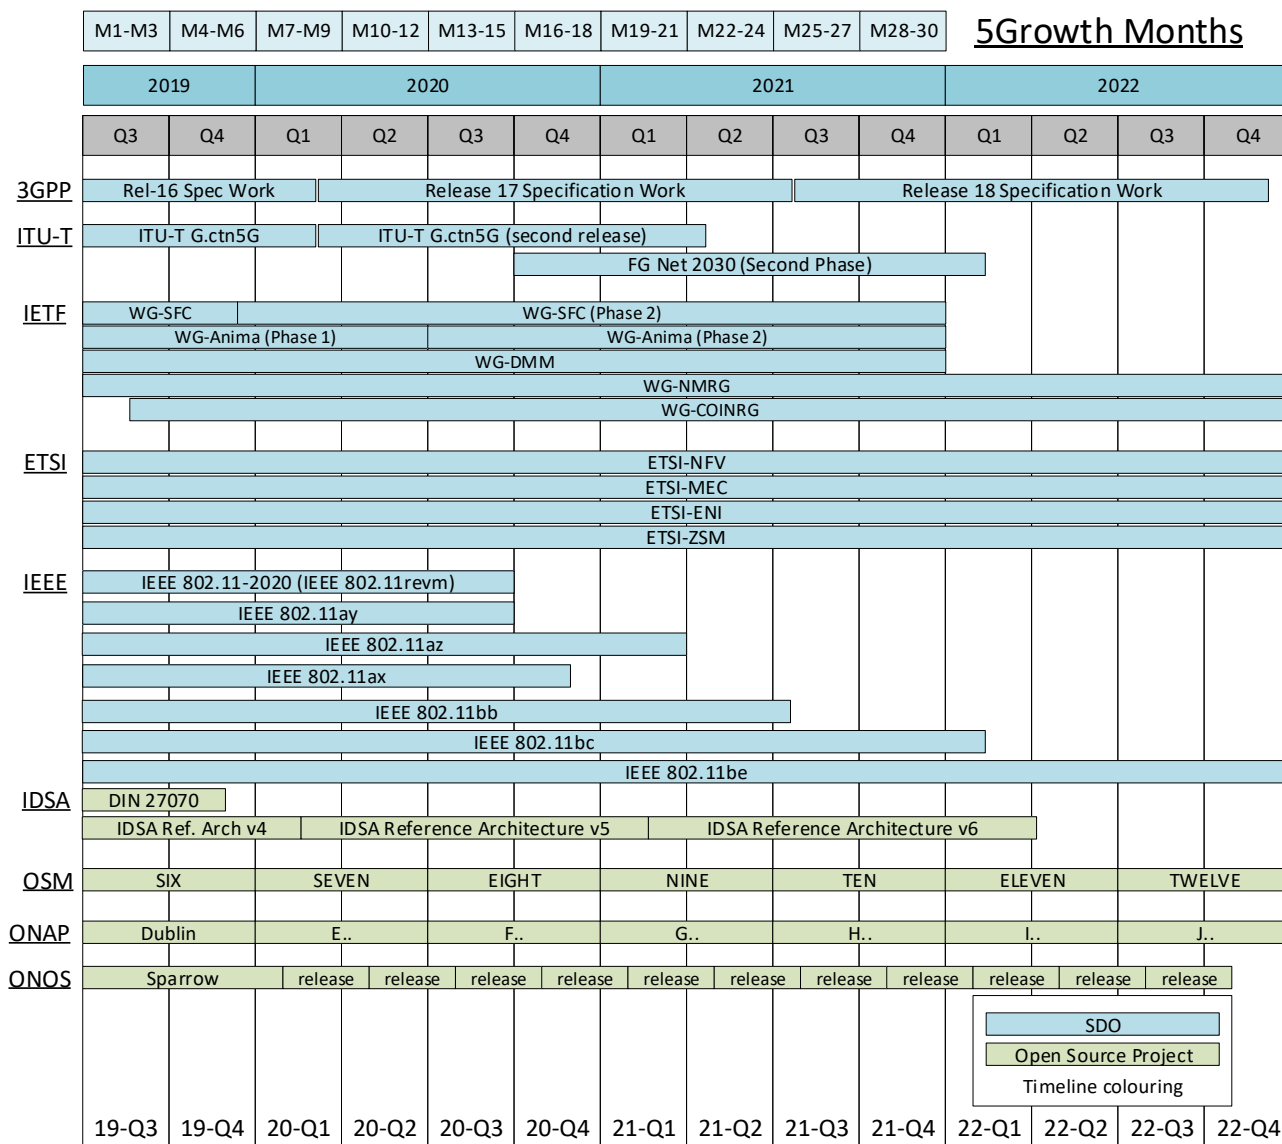 M1-M3 M4-M6 M7-M9 M10-12 M13-15 M16-18 M19-21 M22-24 M25-27 M28-30 5Growth Months
2019 2020 2021 2022
Q3 Q4 Q1 Q2 Q3 Q4 Q1 Q2 Q3 Q4 Q1 Q2 Q3 Q4
3GPP Rel-16 Spec Work Release 17 Specification Work Release 18 Specification Work
ITU-T ITU-T G.ctn5G ITU-T G.ctn5G (second release)
FG Net 2030 (Second Phase)
IETF WG-SFC WG-SFC (Phase 2)
WG-Anima (Phase 1) WG-Anima (Phase 2)
WG-DMM
WG-NMRG
WG-COINRG
ETSI ETSI-NFV
ETSI-MEC
ETSI-ENI
ETSI-ZSM
IEEE IEEE 802.11-2020 (IEEE 802.11revm)
IEEE 802.11ay
IEEE 802.11az
IEEE 802.11ax
IEEE 802.11bb
IEEE 802.11bc
IEEE 802.11be
IDSA DIN 27070
IDSA Ref. Arch v4 IDSA Reference Architecture v5 IDSA Reference Architecture v6
OSM SIX SEVEN EIGHT NINE TEN ELEVEN TWELVE
ONAP Dublin E.. F.. G.. H.. I.. J..
ONOS Sparrow release release release release release release release release release release release
SDO
Open Source Project
Timeline colouring
19-Q3 19-Q4 20-Q1 20-Q2 20-Q3 20-Q4 21-Q1 21-Q2 21-Q3 21-Q4 22-Q1 22-Q2 22-Q3 22-Q4